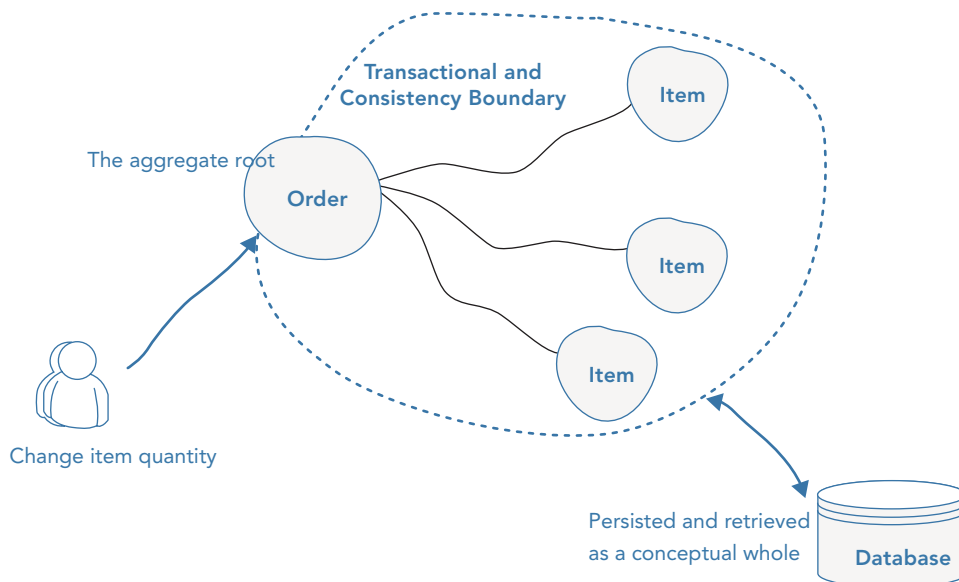 Transactional and
Consistency Boundary
Item
The aggregate root
Order
Item
Item
Change item quantity
Persisted and retrieved
as a conceptual whole
Database